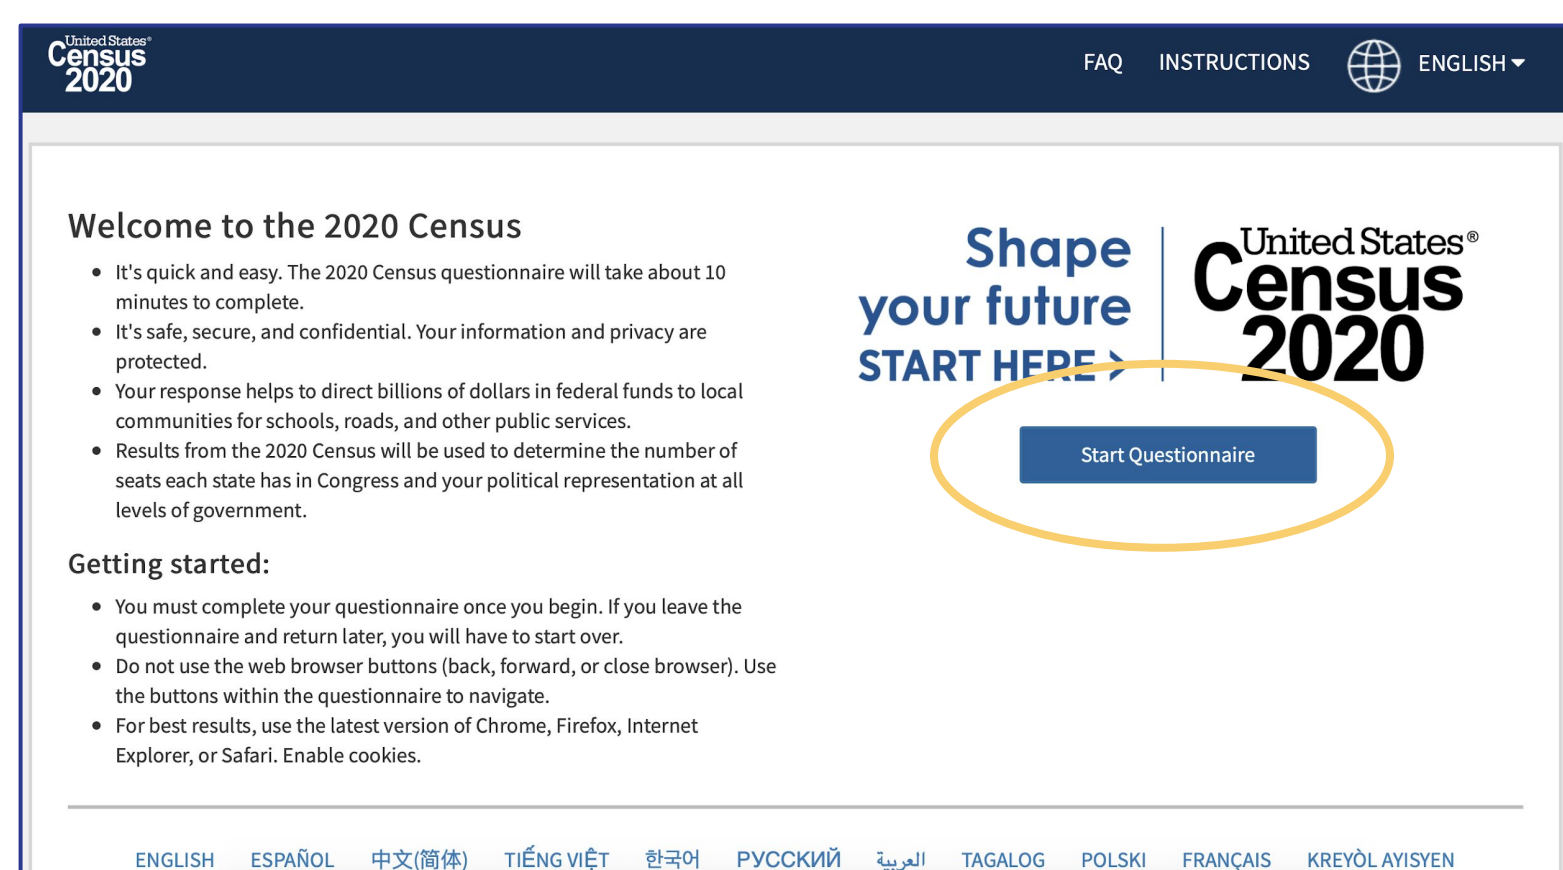 United States®
Census
2020
FAQ INSTRUCTIONS ENGLISH
Welcome to the 2020 Census
It's quick and easy. The 2020 Census questionnaire will take about 10
minutes to complete.
It's safe, secure, and confidential. Your information and privacy are
protected.
Your response helps to direct billions of dollars in federal funds to local
communities for schools, roads, and other public services.
Results from the 2020 Census will be used to determine the number of
seats each state has in Congress and your political representation at all
levels of government.
Getting started:
You must complete your questionnaire once you begin. If you leave the
questionnaire and return later, you will have to start over.
Do not use the web browser buttons (back, forward, or close browser). Use
the buttons within the questionnaire to navigate.
For best results, use the latest version of Chrome, Firefox, Internet
Explorer, or Safari. Enable cookies.
Shape
your future
START HERE >
United States®
Census
2020
Start Questionnaire
ENGLISH ESPAÑOL 中文(简体) TIẾNG VIỆT 한국어 РУССКИЙ العربية TAGALOG POLSKI FRANÇAIS KREYÒL AYISYEN